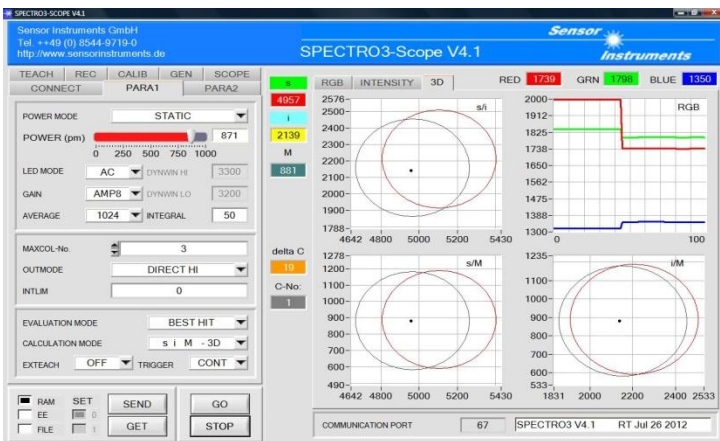 SPECTRO3-SCOPE V4.1
Sensor Instruments GmbH
Tel. ++49 (0) 8544-9719-0
http://www.sensorinstruments.de
SPECTRO3-Scope V4.1
Sensor
Instruments
TEACH REC CALIB GEN SCOPE
CONNECT PARA1 PARA2
POWER MODE STATIC
POWER (pm) 871
0 250 500 750 1000
LED MODE AC DYNWIN HI 3300
GAIN AMP8 DYNWIN LO 3200
AVERAGE 1024 INTEGRAL 50
MAXCOL-No. 3
OUTMODE DIRECT HI
INTLIM 0
EVALUATION MODE BEST HIT
CALCULATION MODE s i M - 3D
EXTEACH OFF TRIGGER CONT
RAM SET SEND GO
EE 0
FILE 1 GET STOP
s
4957
i
2139
M
881
delta C
19
C-No:
1
RGB INTENSITY 3D RED 1739 GRN 1798 BLUE 1350
s/i
2576
2500
2400
2300
2200
2100
2000
1900
1788
4642 4800 5000 5200 5430
RGB
2000
1912
1825
1738
1650
1562
1475
1388
1300
0 100
s/M
1278
1200
1100
1000
900
800
700
600
490
4642 4800 5000 5200 5430
i/M
1235
1100
1000
900
800
700
600
533
1831 2000 2200 2400 2533
COMMUNICATION PORT 67 SPECTRO3 V4.1 RT Jul 26 2012